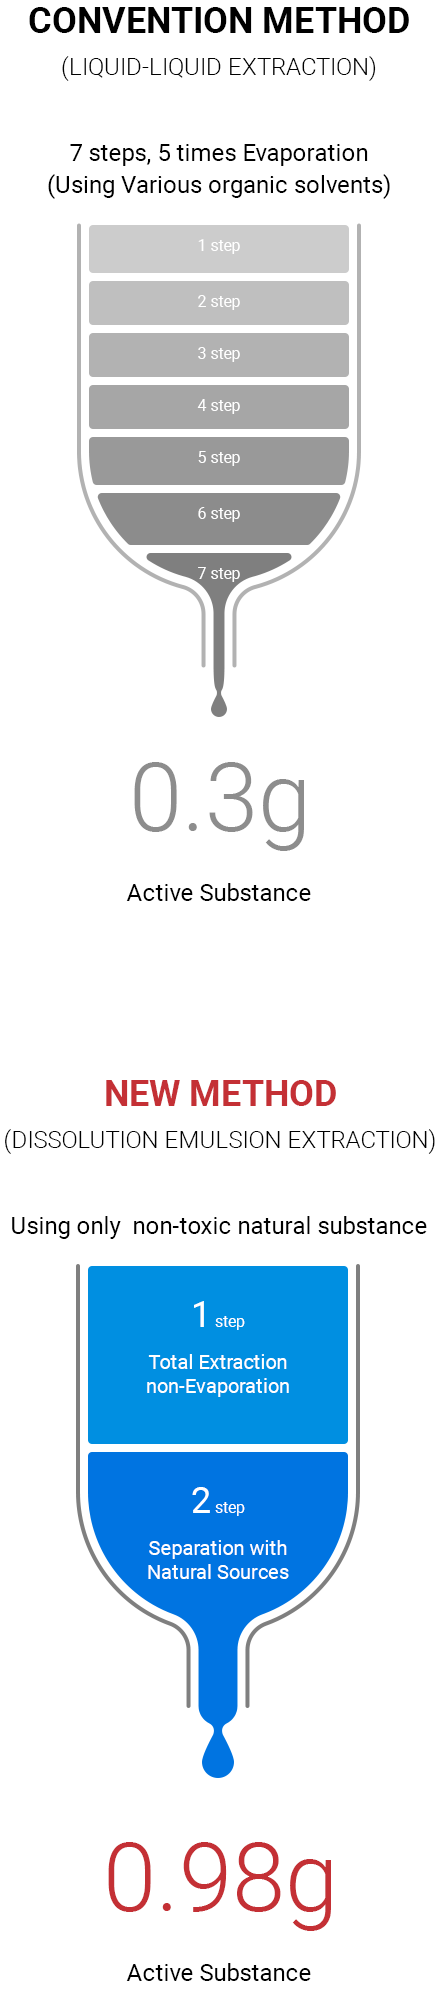 CONVENTION METHOD
(LIQUID-LIQUID EXTRACTION)
7 steps, 5 times Evaporation
(Using Various organic solvents)
1 step
2 step
3 step
4 step
5 step
6 step
7 step
0.3g
Active Substance
NEW METHOD
(DISSOLUTION EMULSION EXTRACTION)
Using only non-toxic natural substance
1 step
Total Extraction
non-Evaporation
2 step
Separation with
Natural Sources
0.98g
Active Substance